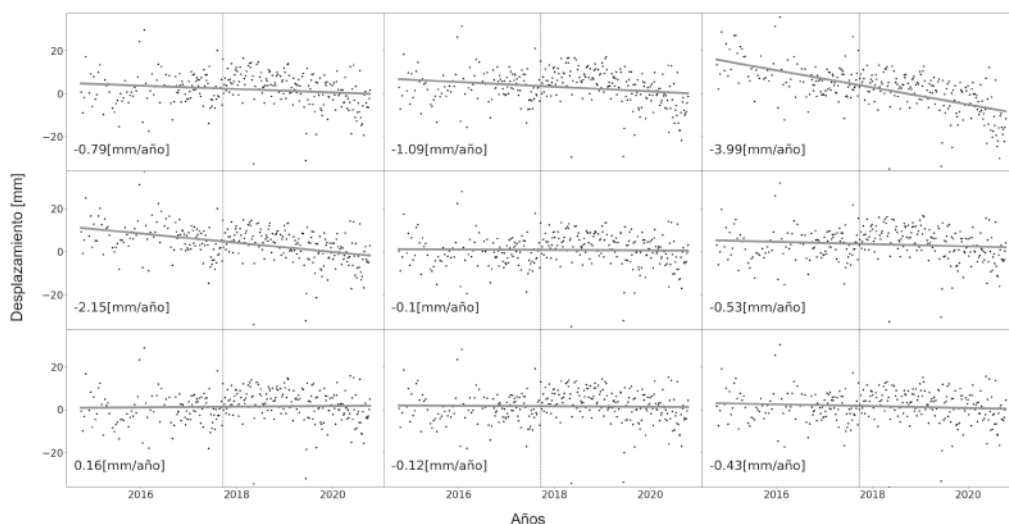 20
0
−20
-0.79[mm/año]
-1.09[mm/año]
-3.99[mm/año]
Desplazamiento [mm]
20
0
−20
-2.15[mm/año]
-0.1[mm/año]
-0.53[mm/año]
20
0
−20
0.16[mm/año]
-0.12[mm/año]
-0.43[mm/año]
2016 2018 2020 2016 2018 2020 2016 2018 2020
Años